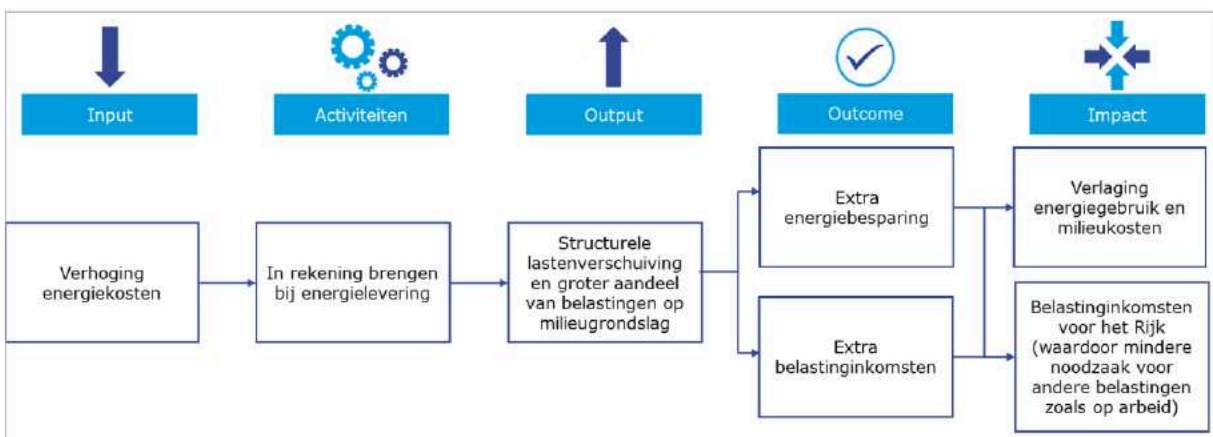 Input
Activiteiten
Output
Outcome
Impact
Verhoging
energiekosten
In rekening brengen
bij energielevering
Structurele
lastenverschuiving
en groter aandeel
van belastingen op
milieugrondslag
Extra
energiebesparing
Extra
belastinginkomsten
Verlaging
energiegebruik en
milieukosten
Belastinginkomsten
voor het Rijk
(waardoor mindere
noodzaak voor
andere belastingen
zoals op arbeid)